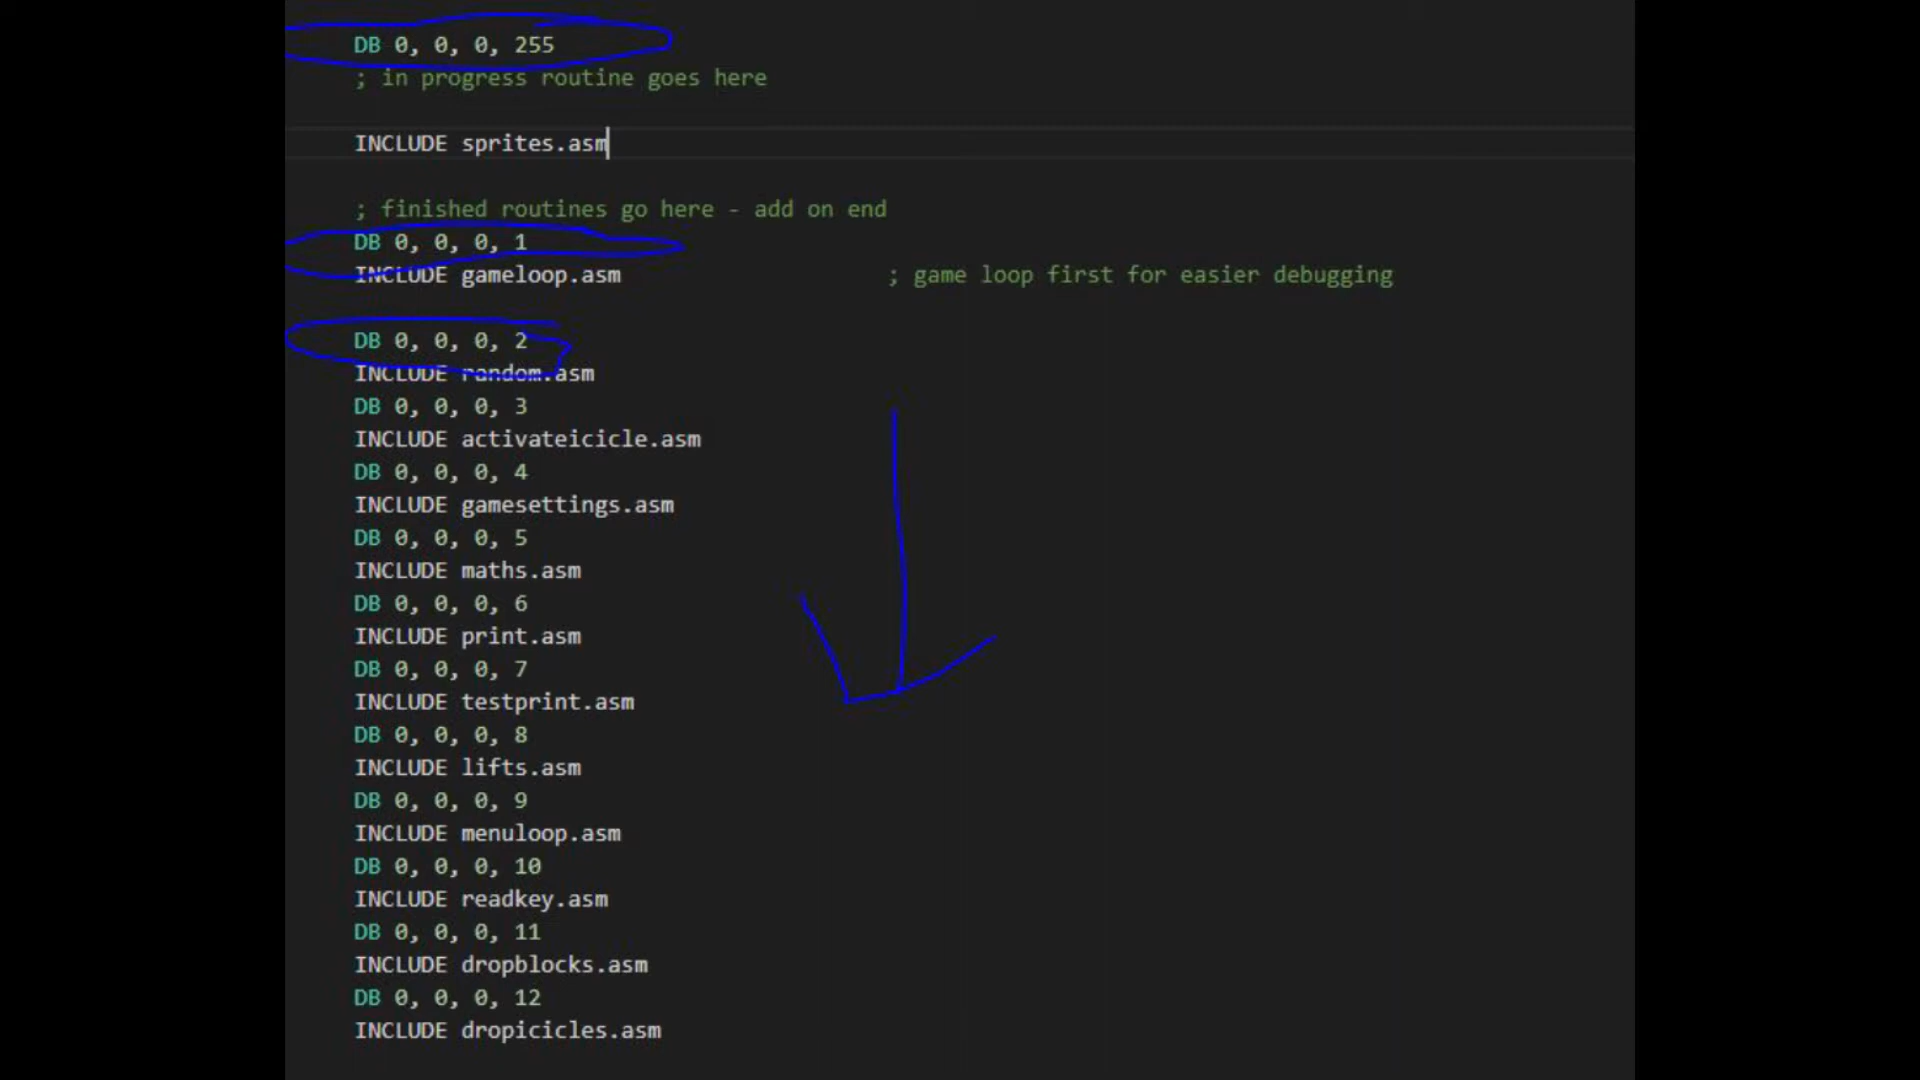 DB 0, 0, 0, 255
; in progress routine goes here
INCLUDE sprites.asm
; finished routines go here - add on end
DB 0, 0, 0, 1
INCLUDE gameloop.asm ; game loop first for easier debugging
DB 0, 0, 0, 2
INCLUDE random.asm
DB 0, 0, 0, 3
INCLUDE activateicicle.asm
DB 0, 0, 0, 4
INCLUDE gamesettings.asm
DB 0, 0, 0, 5
INCLUDE maths.asm
DB 0, 0, 0, 6
INCLUDE print.asm
DB 0, 0, 0, 7
INCLUDE testprint.asm
DB 0, 0, 0, 8
INCLUDE lifts.asm
DB 0, 0, 0, 9
INCLUDE menuloop.asm
DB 0, 0, 0, 10
INCLUDE readkey.asm
DB 0, 0, 0, 11
INCLUDE dropblocks.asm
DB 0, 0, 0, 12
INCLUDE dropicicles.asm